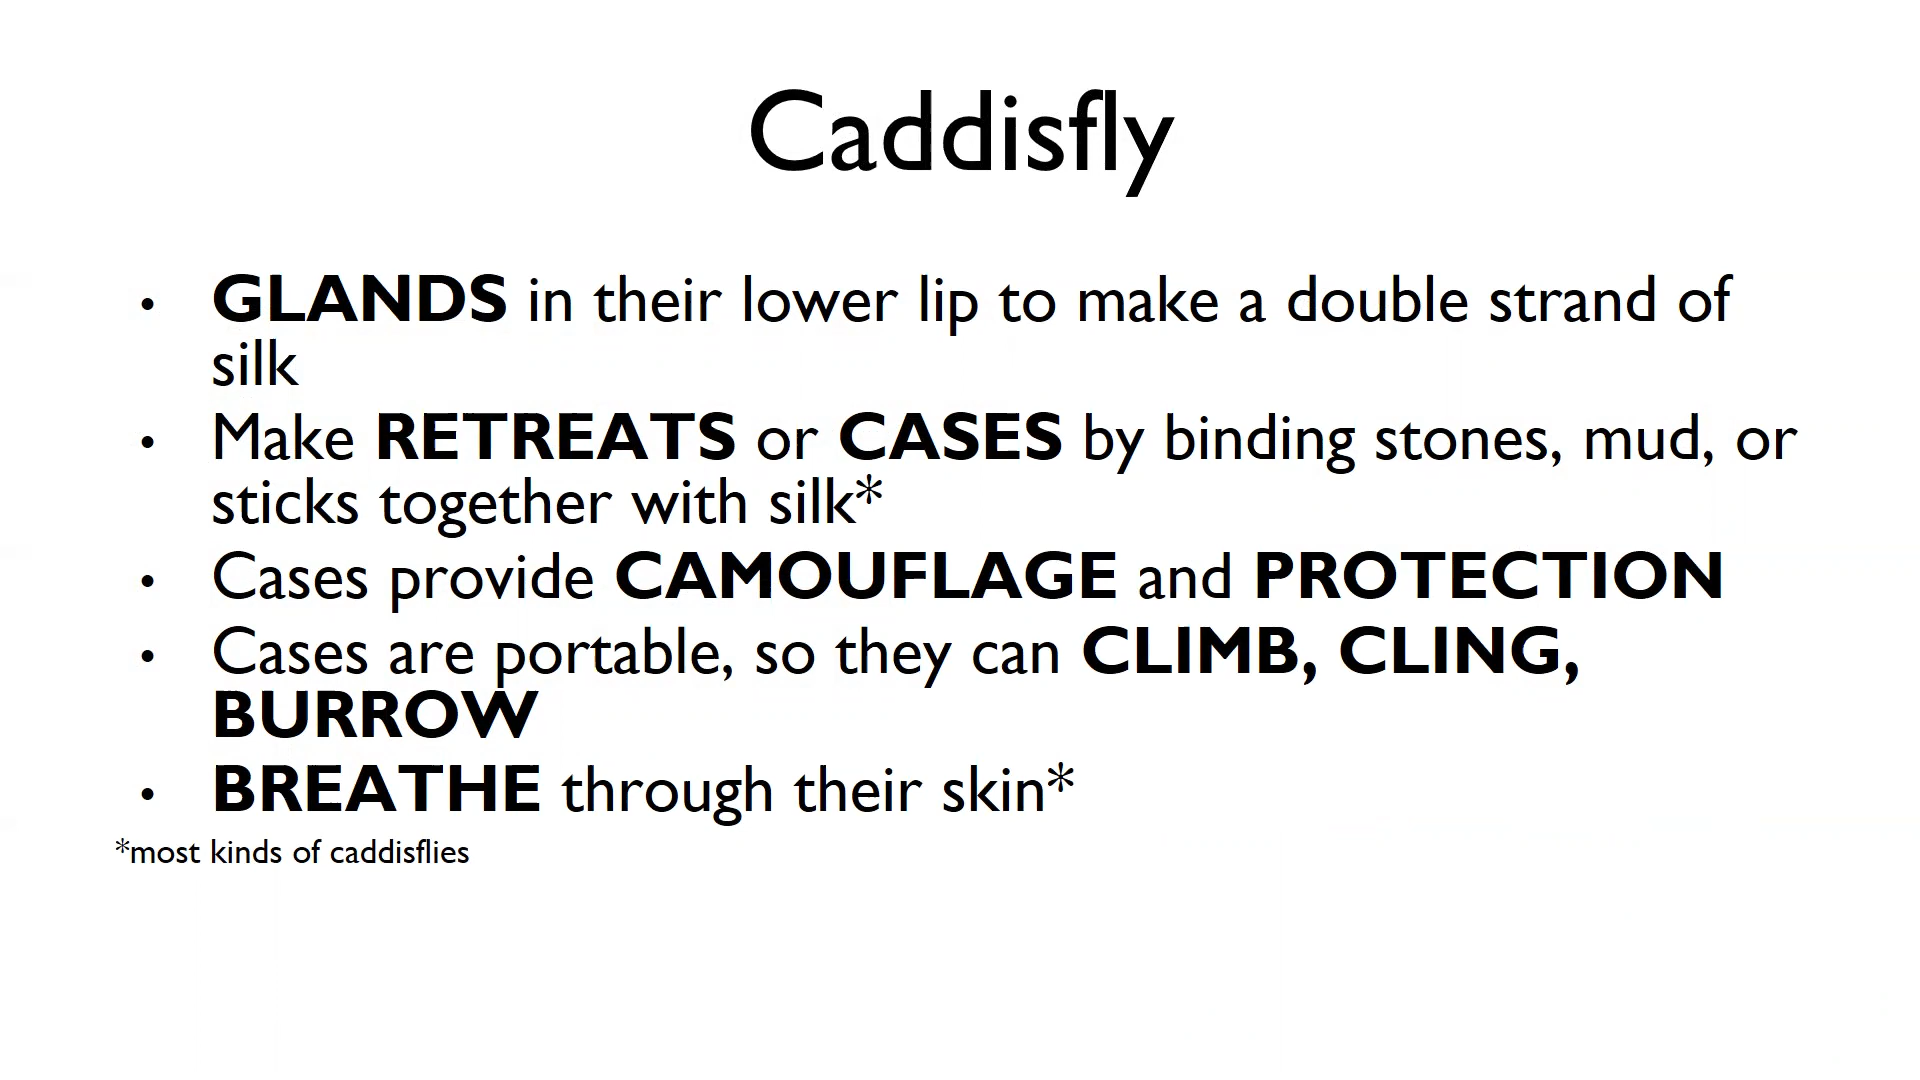 Caddisfly
• GLANDS in their lower lip to make a double strand of
silk
• Make RETREATS or CASES by binding stones, mud, or
sticks together with silk*
• Cases provide CAMOUFLAGE and PROTECTION
• Cases are portable, so they can CLIMB, CLING,
BURROW
• BREATHE through their skin*
*most kinds of caddisflies